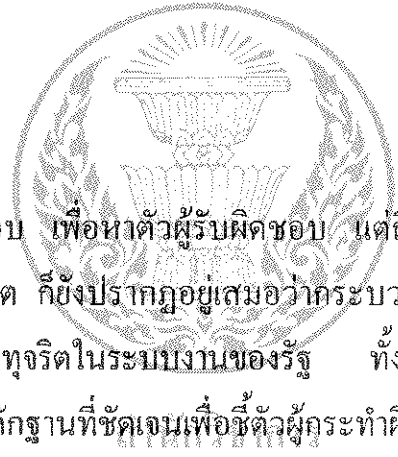 บ เพื่อหาตัวผู้รับผิดชอบ แต่
ต ก็ยังปรากฏอยู่เสมอว่ากระบว
ทุจริตในระบบงานของรัฐ ทั้ง
ักฐานที่ชัดเจนเพื่อชี้ตัวผู้กระทำผิ